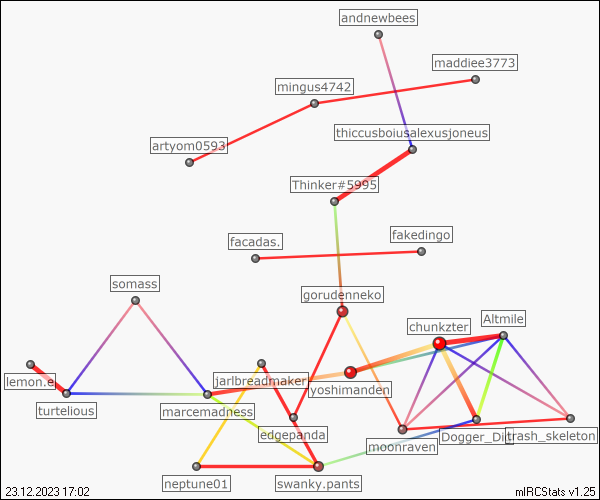 andnewbees
maddiee3773
mingus4742
thiccusboiusalexusjoneus
artyom0593
Thinker#5995
fakedingo
facadas.
somass
gorudenneko
Altmile
chunkzter
lemon.e
jarlbreadmaker
yoshimanden
turtelious
marcemadness
edgepanda
moonraven
Dogger_Dil
trash_skeleton
neptune01
swanky.pants
23.12.2023 17:02
mIRCStats v1.25